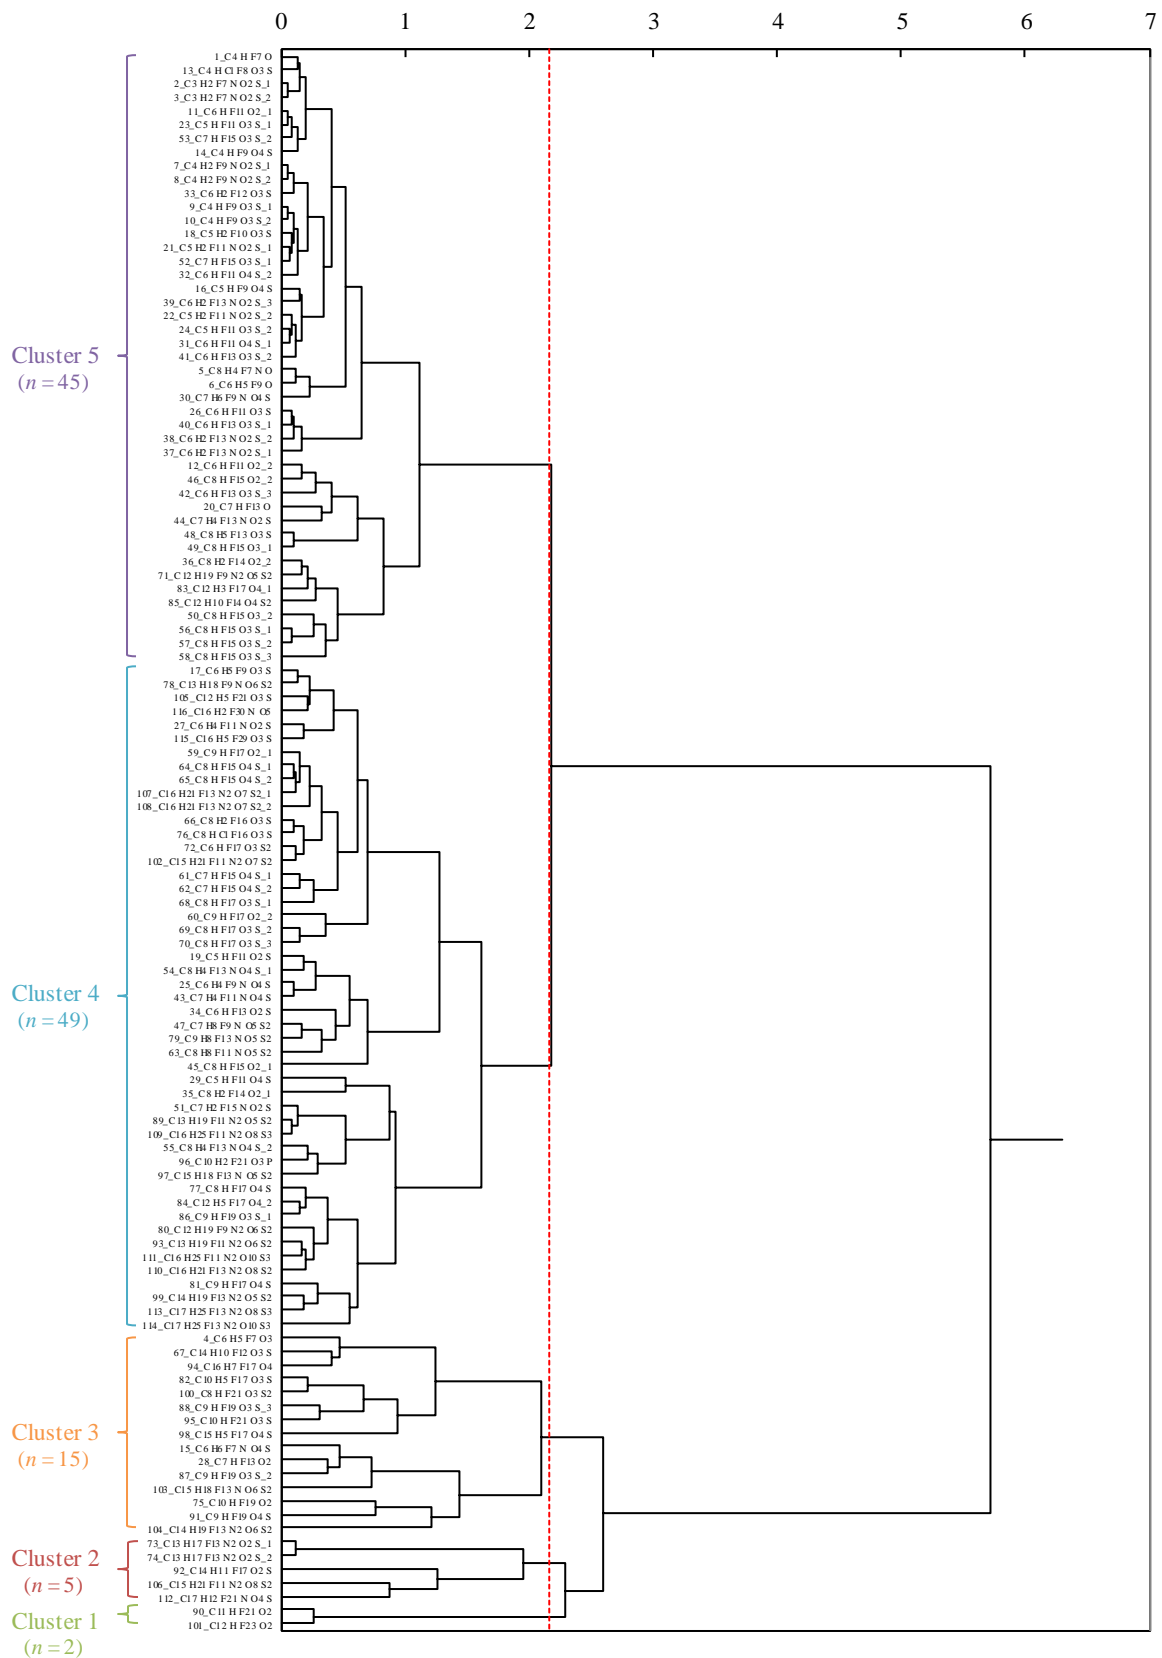 0 1 2 3 4 5 6 7
1_C4 H F7 O
13_C4 H Cl F8 O3 S
2_C3 H2 F7 N O2 S_1
3_C3 H2 F7 N O2 S_2
11_C6 H F11 O2_1
23_C5 H F11 O3 S_1
53_C7 H F15 O3 S_2
14_C4 H F9 O4 S
7_C4 H2 F9 N O2 S_1
8_C4 H2 F9 N O2 S_2
33_C6 H2 F12 O3 S
9_C4 H F9 O3 S_1
10_C4 H F9 O3 S_2
18_C5 H2 F10 O3 S
21_C5 H2 F11 N O2 S_1
52_C7 H F15 O3 S_1
32_C6 H F11 O4 S_2
16_C5 H F9 O4 S
39_C6 H2 F13 N O2 S_3
22_C5 H2 F11 N O2 S_2
24_C5 H F11 O3 S_2
31_C6 H F11 O4 S_1
41_C6 H F13 O3 S_2
Cluster 5
(n = 45)
5_C8 H4 F7 N O
6_C6 H5 F9 O
30_C7 H6 F9 N O4 S
26_C6 H F11 O3 S
40_C6 H F13 O3 S_1
38_C6 H2 F13 N O2 S_2
37_C6 H2 F13 N O2 S_1
12_C6 H F11 O2_2
46_C8 H F15 O2_2
42_C6 H F13 O3 S_3
20_C7 H F13 O
44_C7 H4 F13 N O2 S
48_C8 H5 F13 O3 S
49_C8 H F15 O3_1
36_C8 H2 F14 O2_2
71_C12 H19 F9 N2 O5 S2
83_C12 H3 F17 O4_1
85_C12 H10 F14 O4 S2
50_C8 H F15 O3_2
56_C8 H F15 O3 S_1
57_C8 H F15 O3 S_2
58_C8 H F15 O3 S_3
17_C6 H5 F9 O3 S
78_C13 H18 F9 N O6 S2
105_C12 H5 F21 O3 S
116_C16 H2 F30 N O5
27_C6 H4 F11 N O2 S
115_C16 H5 F29 O3 S
59_C9 H F17 O2_1
64_C8 H F15 O4 S_1
65_C8 H F15 O4 S_2
107_C16 H21 F13 N2 O7 S2_1
108_C16 H21 F13 N2 O7 S2_2
66_C8 H2 F16 O3 S
76_C8 H Cl F16 O3 S
72_C6 H F17 O3 S2
102_C15 H21 F11 N2 O7 S2
61_C7 H F15 O4 S_1
62_C7 H F15 O4 S_2
68_C8 H F17 O3 S_1
60_C9 H F17 O2_2
69_C8 H F17 O3 S_2
70_C8 H F17 O3 S_3
19_C5 H F11 O2 S
54_C8 H4 F13 N O4 S_1
25_C6 H4 F9 N O4 S
43_C7 H4 F11 N O4 S
Cluster 4
(n = 49)
34_C6 H F13 O2 S
47_C7 H8 F9 N O5 S2
79_C9 H8 F13 N O5 S2
63_C8 H8 F11 N O5 S2
45_C8 H F15 O2_1
29_C5 H F11 O4 S
35_C8 H2 F14 O2_1
51_C7 H2 F15 N O2 S
89_C13 H19 F11 N2 O5 S2
109_C16 H25 F11 N2 O8 S3
55_C8 H4 F13 N O4 S_2
96_C10 H2 F21 O3 P
97_C15 H18 F13 N O5 S2
77_C8 H F17 O4 S
84_C12 H5 F17 O4_2
86_C9 H F19 O3 S_1
80_C12 H19 F9 N2 O6 S2
93_C13 H19 F11 N2 O6 S2
111_C16 H25 F11 N2 O10 S3
110_C16 H21 F13 N2 O8 S2
81_C9 H F17 O4 S
99_C14 H19 F13 N2 O5 S2
113_C17 H25 F13 N2 O8 S3
114_C17 H25 F13 N2 O10 S3
4_C6 H5 F7 O3
67_C14 H10 F12 O3 S
94_C16 H7 F17 O4
82_C10 H5 F17 O3 S
100_C8 H F21 O3 S2
88_C9 H F19 O3 S_3
95_C10 H F21 O3 S
98_C15 H5 F17 O4 S
Cluster 3
(n = 15)
15_C6 H6 F7 N O4 S
28_C7 H F13 O2
87_C9 H F19 O3 S_2
103_C15 H18 F13 N O6 S2
75_C10 H F19 O2
91_C9 H F19 O4 S
104_C14 H19 F13 N2 O6 S2
73_C13 H17 F13 N2 O2 S_1
74_C13 H17 F13 N2 O2 S_2
92_C14 H11 F17 O2 S
106_C15 H21 F11 N2 O8 S2
112_C17 H12 F21 N O4 S
Cluster 2
(n = 5)
90_C11 H F21 O2
101_C12 H F23 O2
Cluster 1
(n = 2)